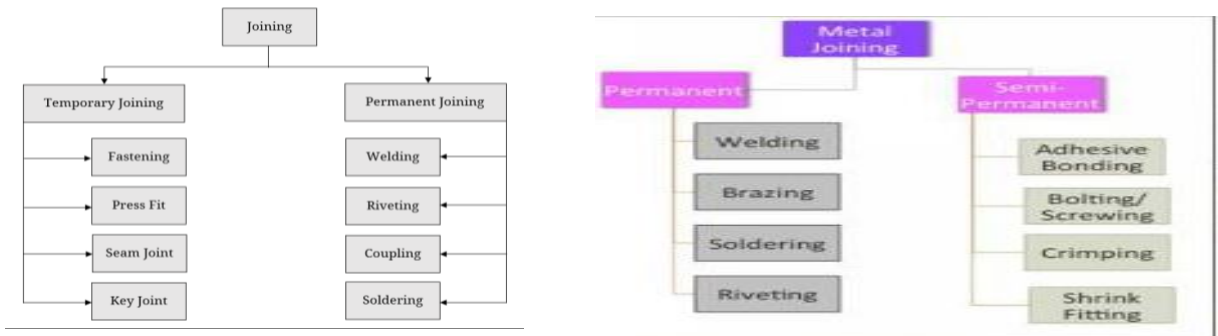 Joining
Temporary Joining
Permanent Joining
Fastening
Press Fit
Seam Joint
Key Joint
Welding
Riveting
Coupling
Soldering
Metal
Joining
Permanent
Semi-
Permanent
Welding
Brazing
Soldering
Riveting
Adhesive
Bonding
Bolting/
Screwing
Crimping
Shrink
Fitting